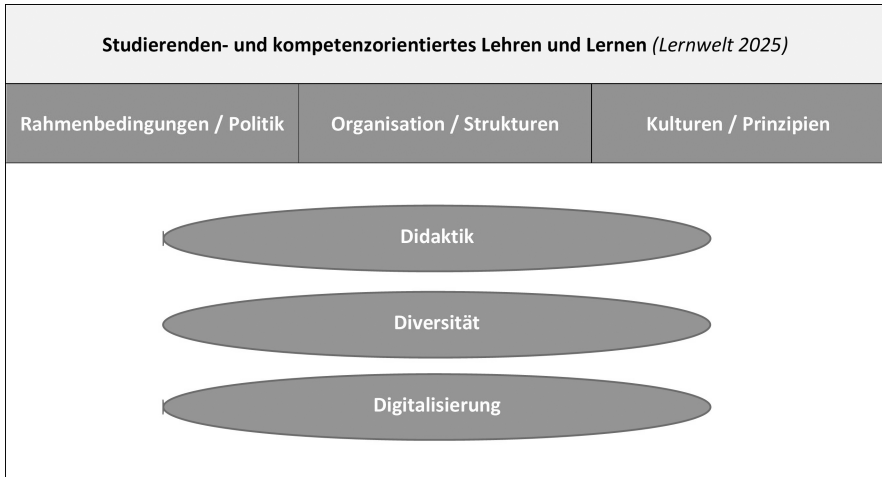 Studierenden- und kompetenzorientiertes Lehren und Lernen (Lernwelt 2025)
Rahmenbedingungen / Politik
Organisation / Strukturen
Kulturen / Prinzipien
Didaktik
Diversität
Digitalisierung